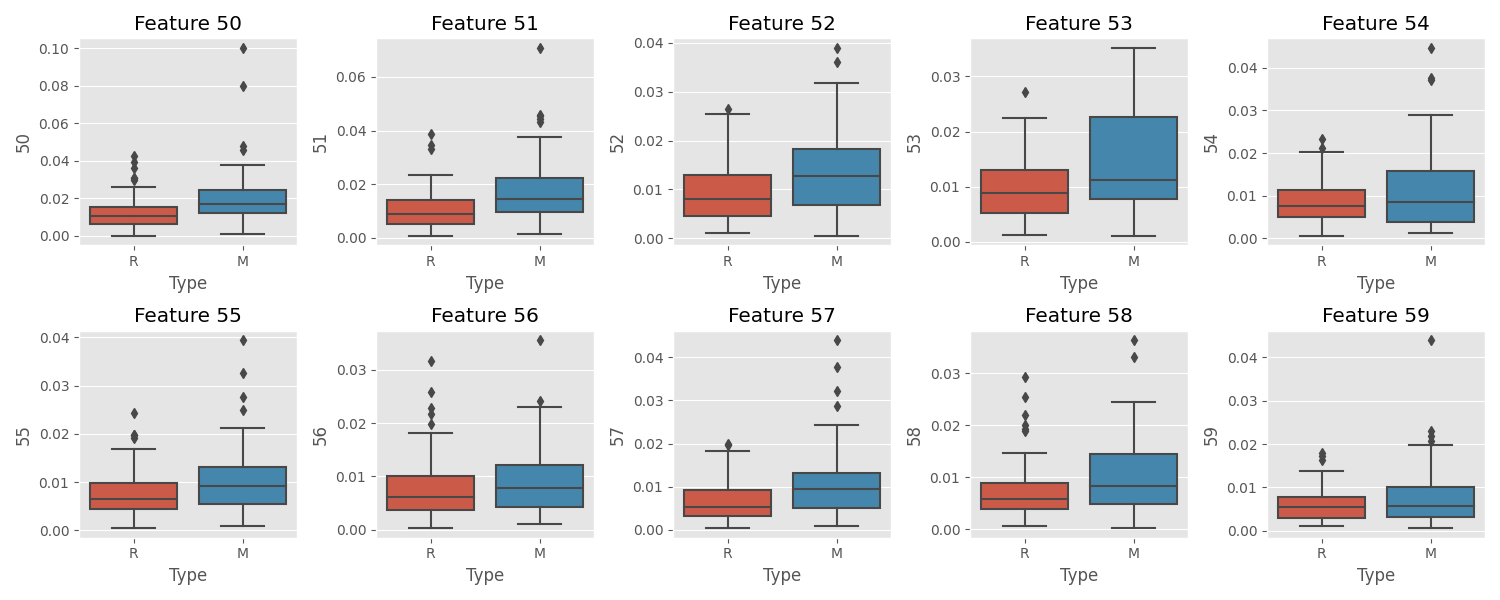 Feature 50
0.10
0.08
0.06
0.04
0.02
0.00
50
R M
Type
Feature 51
0.06
0.04
0.02
0.00
51
R M
Type
Feature 52
0.04
0.03
0.02
0.01
0.00
52
R M
Type
Feature 53
0.03
0.02
0.01
0.00
53
R M
Type
Feature 54
0.04
0.03
0.02
0.01
0.00
54
R M
Type
Feature 55
0.04
0.03
0.02
0.01
0.00
55
R M
Type
Feature 56
0.03
0.02
0.01
0.00
56
R M
Type
Feature 57
0.04
0.03
0.02
0.01
0.00
57
R M
Type
Feature 58
0.03
0.02
0.01
0.00
58
R M
Type
Feature 59
0.04
0.03
0.02
0.01
0.00
59
R M
Type